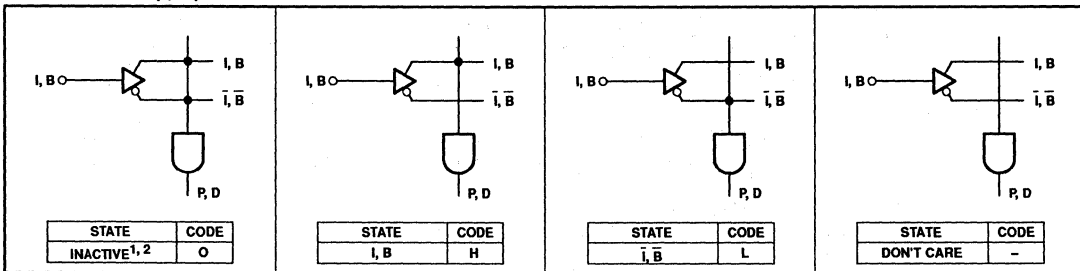 I, B
I, B
I̅, B̅
P, D
STATE CODE
INACTIVE1, 2 O
I, B
I, B
I̅, B̅
P, D
STATE CODE
I, B H
I, B
I, B
I̅, B̅
P, D
STATE CODE
I̅, B̅ L
I, B
I, B
I̅, B̅
P, D
STATE CODE
DON'T CARE –